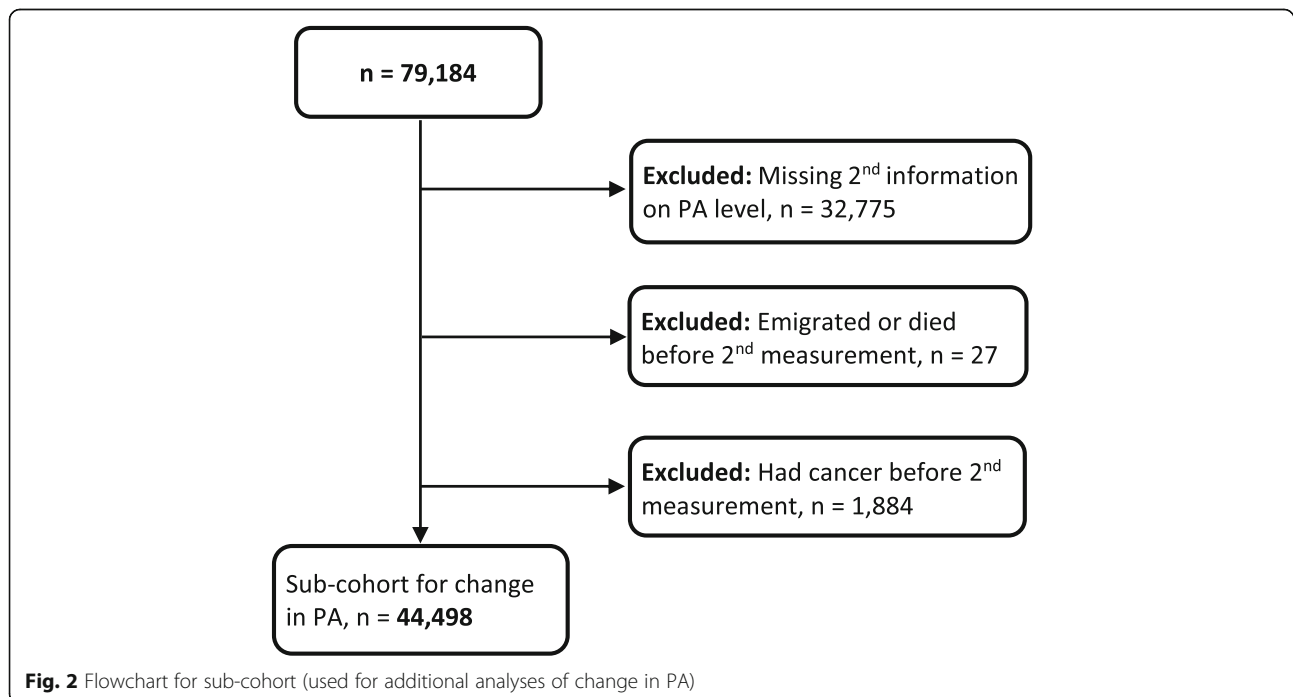 n = 79,184
Excluded: Missing 2nd information
on PA level, n = 32,775
Excluded: Emigrated or died
before 2nd measurement, n = 27
Excluded: Had cancer before 2nd
measurement, n = 1,884
Sub-cohort for change
in PA, n = 44,498
Fig. 2 Flowchart for sub-cohort (used for additional analyses of change in PA)